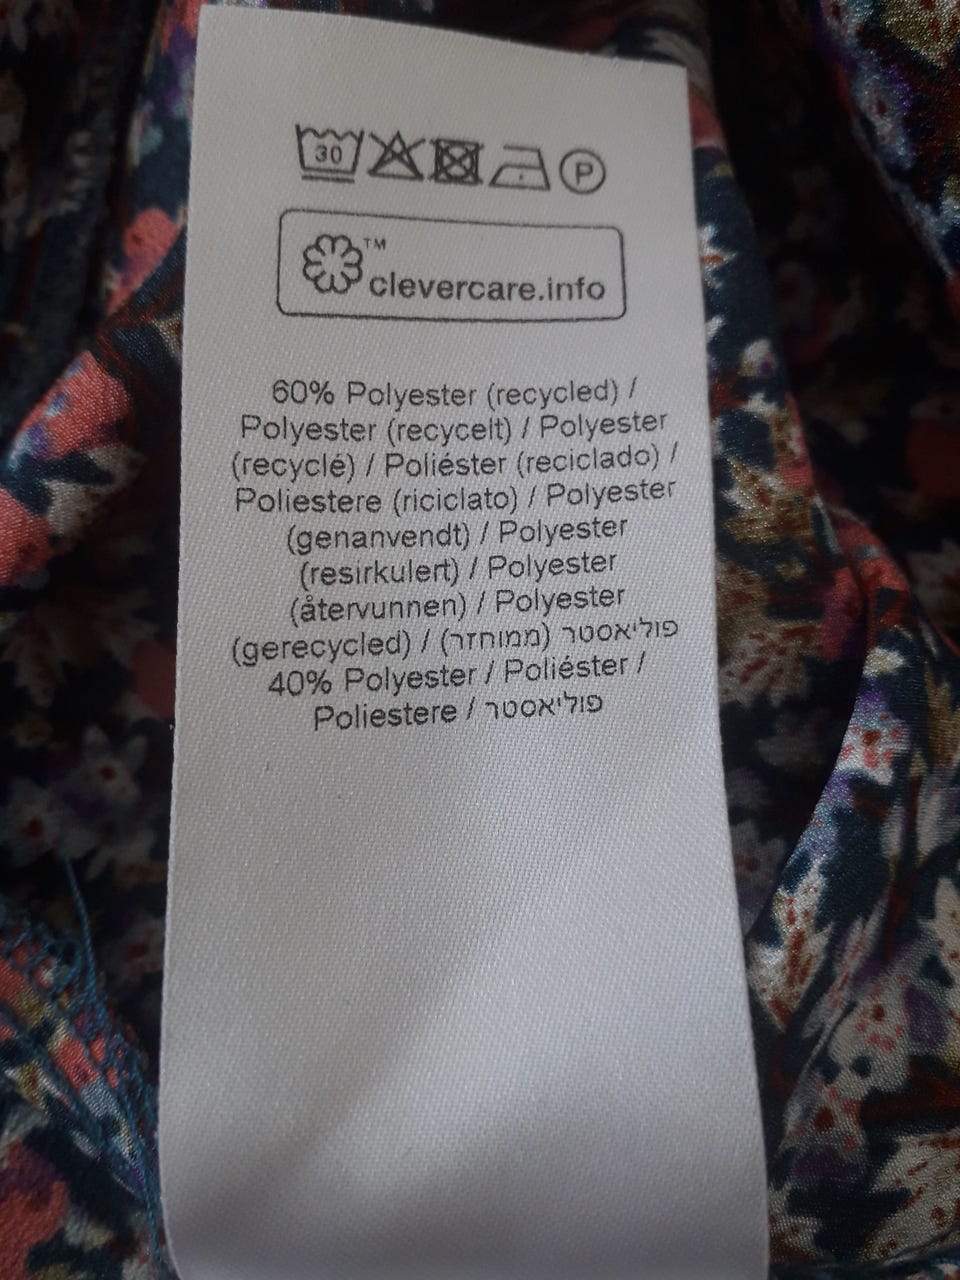 30 P
TM
clevercare.info
60% Polyester (recycled) /
Polyester (recycelt) / Polyester
(recyclé) / Poliéster (reciclado) /
Poliestere (riciclato) / Polyester
(genanvendt) / Polyester
(resirkulert) / Polyester
(återvunnen) / Polyester
(gerecycled) / פוליאסטר (ממוחזר)
40% Polyester / Poliéster /
Poliestere / פוליאסטר